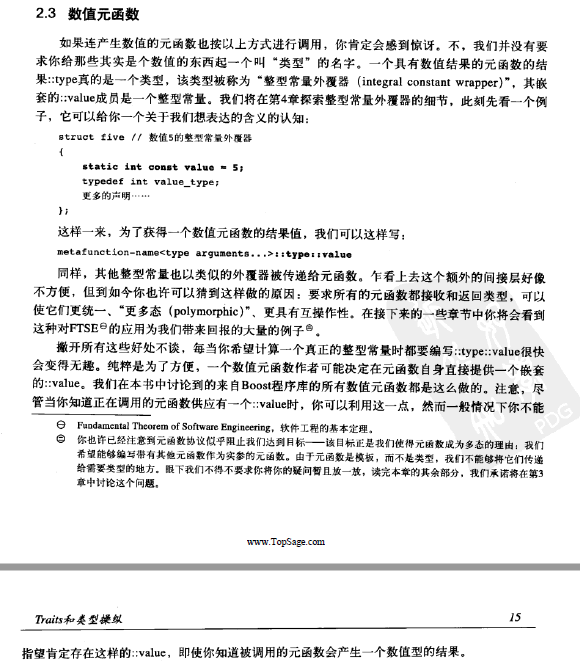 2.3 数值元函数
如果连产生数值的元函数也按以上方式进行调用，你肯定会感到惊讶。不，我们并没有要
求你给那些其实是个数值的东西起一个叫“类型”的名字。一个具有数值结果的元函数的结
果::type真的是一个类型，该类型被称为“整型常量外覆器（integral constant wrapper）”，其嵌
套的::value成员是一个整型常量。我们将在第4章探索整型常量外覆器的细节，此刻先看一个例
子，它可以给你一个关于我们想表达的含义的认知：
struct five // 数值5的整型常量外覆器
{
static int const value = 5;
typedef int value_type;
更多的声明……
};
这样一来，为了获得一个数值元函数的结果值，我们可以这样写：
metafunction-name<type arguments...>::type::value
同样，其他整型常量也以类似的外覆器被传递给元函数。乍看上去这个额外的间接层好像
不方便，但到如今你也许可以猜到这样做的原因：要求所有的元函数都接收和返回类型，可以
使它们更统一、“更多态（polymorphic）”、更具有互操作性。在接下来的一些章节中你将会看到
这种对FTSE㊀的应用为我们带来回报的大量的例子㊁。
撇开所有这些好处不谈，每当你希望计算一个真正的整型常量时都要编写::type::value很快
会变得无趣。纯粹是为了方便，一个数值元函数作者可能决定在元函数自身直接提供一个嵌套
的::value。我们在本书中讨论到的来自Boost程序库的所有数值元函数都是这么做的。注意，尽
管当你知道正在调用的元函数供应有一个::value时，你可以利用这一点，然而一般情况下你不能
㊀ Fundamental Theorem of Software Engineering，软件工程的基本定理。
㊁ 你也许已经注意到元函数协议似乎阻止我们达到目标——该目标正是我们使得元函数成为多态的理由：我们
希望能够编写带有其他元函数作为实参的元函数。由于元函数是模板，而不是类型，我们不能够将它们传递
给需要类型的地方。眼下我们不得不要求你将你的疑问暂且放一放，读完本章的其余部分，我们承诺将在第3
章中讨论这个问题。
PDG
www.TopSage.com
Traits和类型操纵 15
指望肯定存在这样的::value，即使你知道被调用的元函数会产生一个数值型的结果。